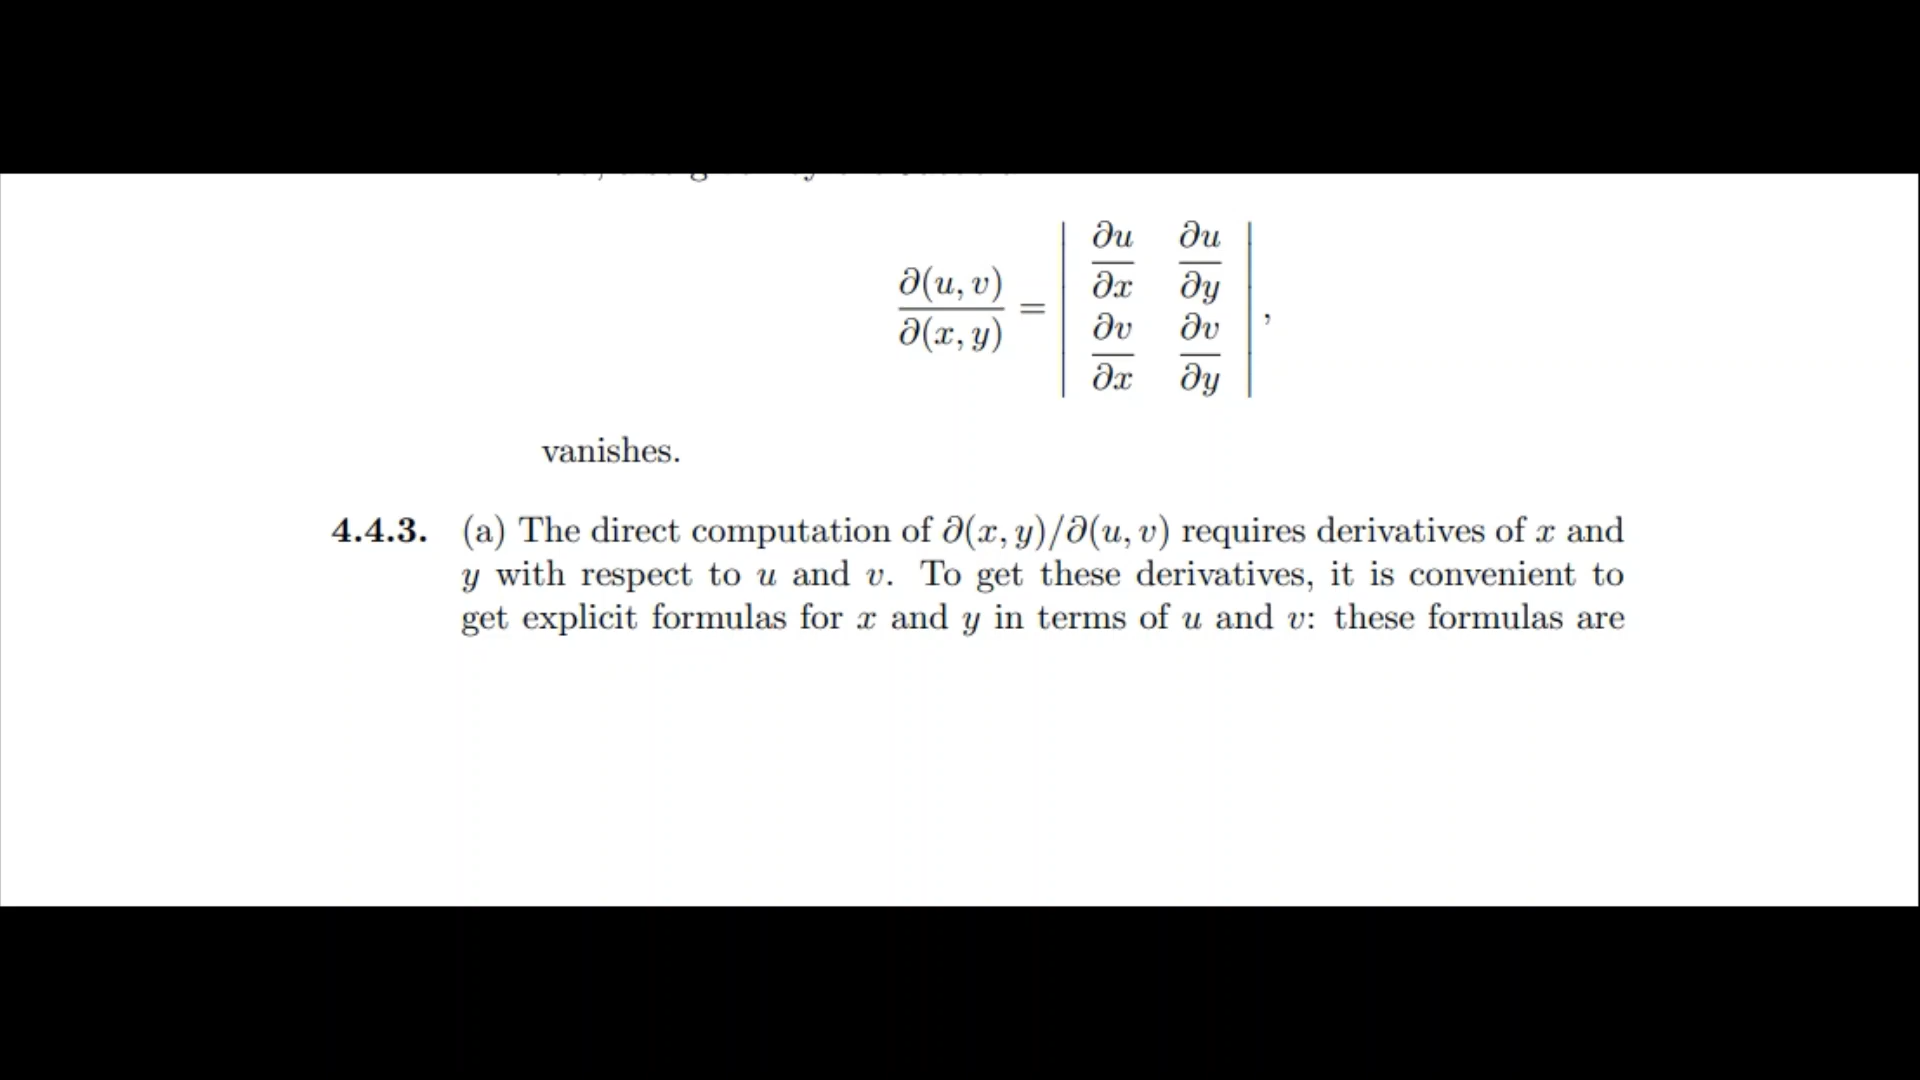 ∂(u, v)/∂(x, y) = | ∂u/∂x ∂u/∂y |
| ∂v/∂x ∂v/∂y | ,
vanishes.
4.4.3. (a) The direct computation of ∂(x, y)/∂(u, v) requires derivatives of x and
y with respect to u and v. To get these derivatives, it is convenient to
get explicit formulas for x and y in terms of u and v: these formulas are